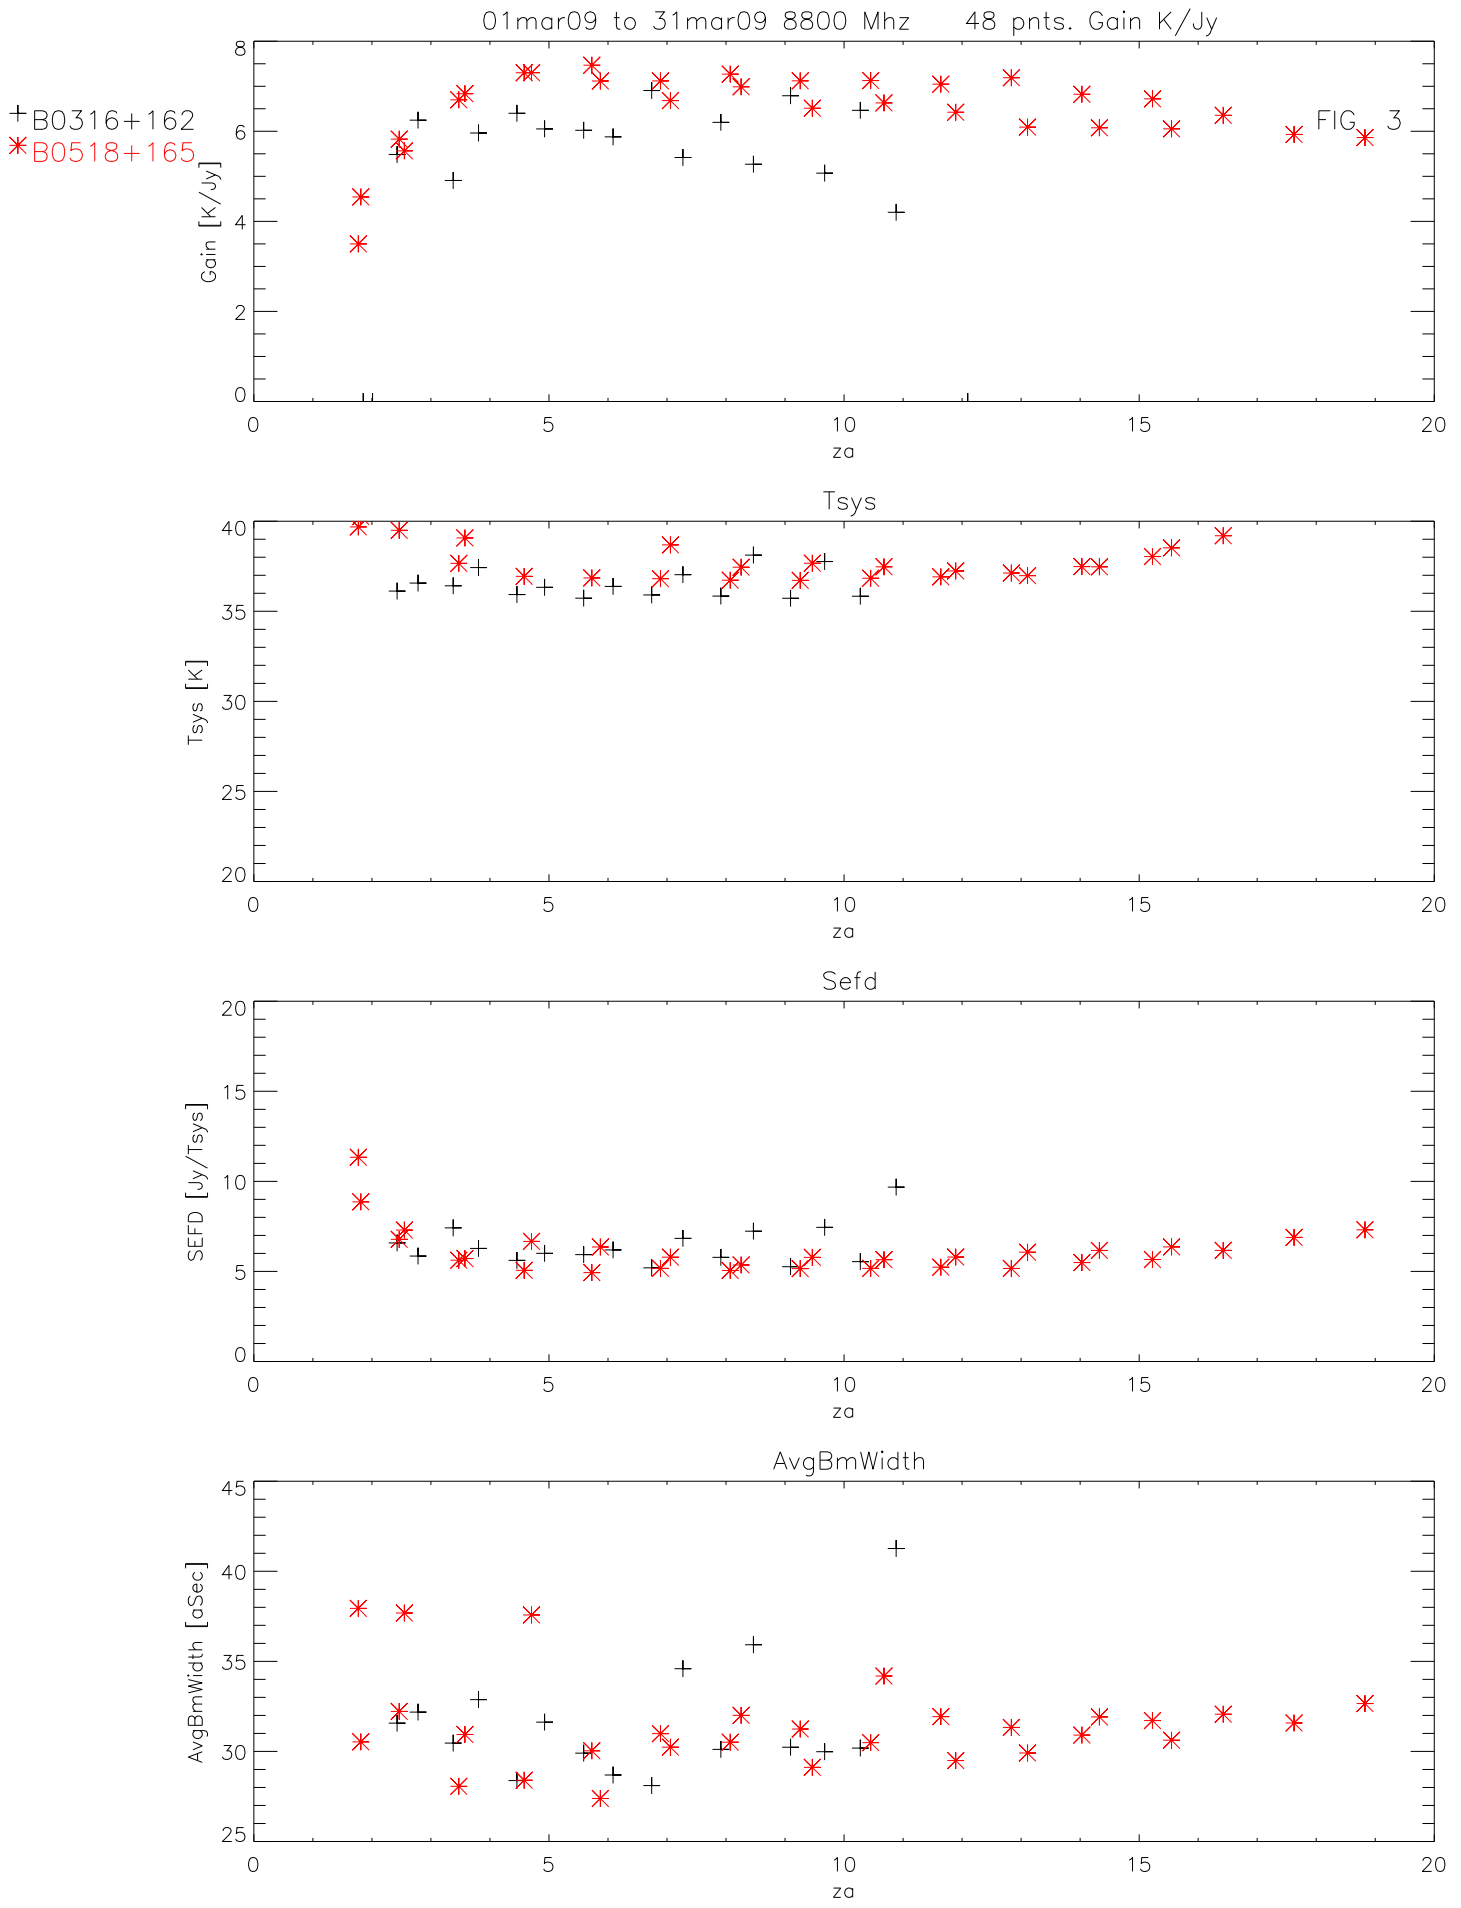 01mar09 to 31mar09 8800 Mhz 48 pnts. Gain K/Jy
B0316+162
B0518+165
FIG 3
8
6
4
2
0
Gain [K/Jy]
0 5 10 15 20
za
Tsys
40
35
30
25
20
Tsys [K]
0 5 10 15 20
za
Sefd
20
15
10
5
0
SEFD [Jy/Tsys]
0 5 10 15 20
za
AvgBmWidth
45
40
35
30
25
AvgBmWidth [aSec]
0 5 10 15 20
za